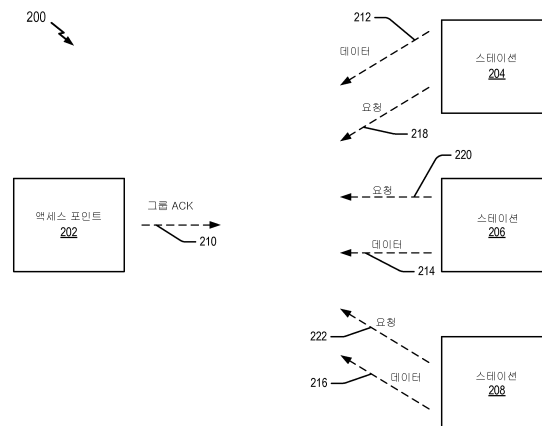 200
212
데이터
스테이션
204
요청
218
220
액세스 포인트
202
그룹 ACK
210
요청
스테이션
206
데이터
214
222
요청
216
데이터
스테이션
208